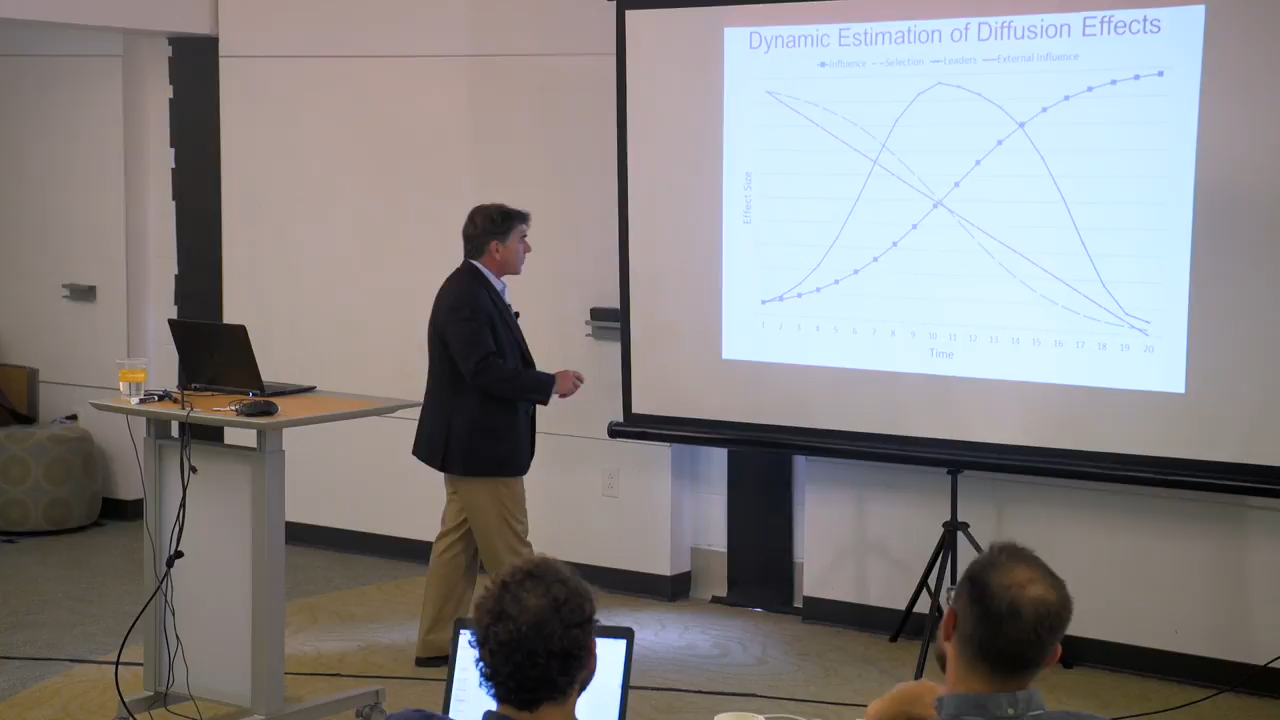 Dynamic Estimation of Diffusion Effects
Influence Selection Leaders External Influence
Effect Size
1 2 3 4 5 6 7 8 9 10 11 12 13 14 15 16 17 18 19 20
Time